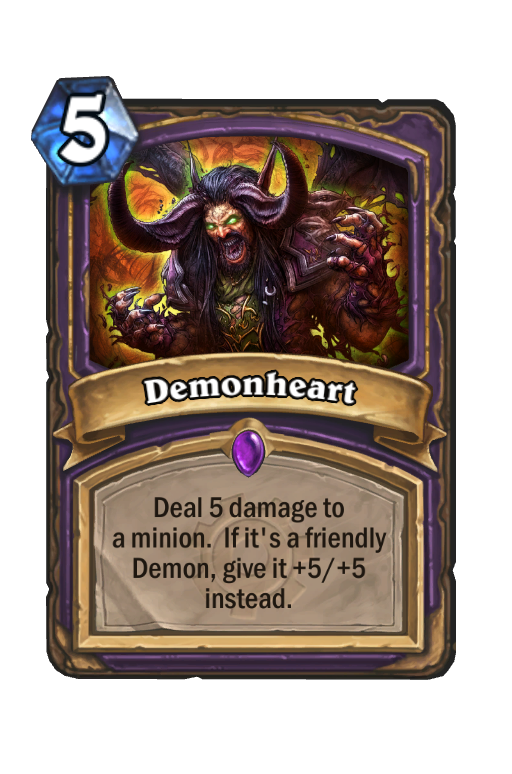 5
Demonheart
Deal 5 damage to
a minion. If it's a friendly
Demon, give it +5/+5
instead.